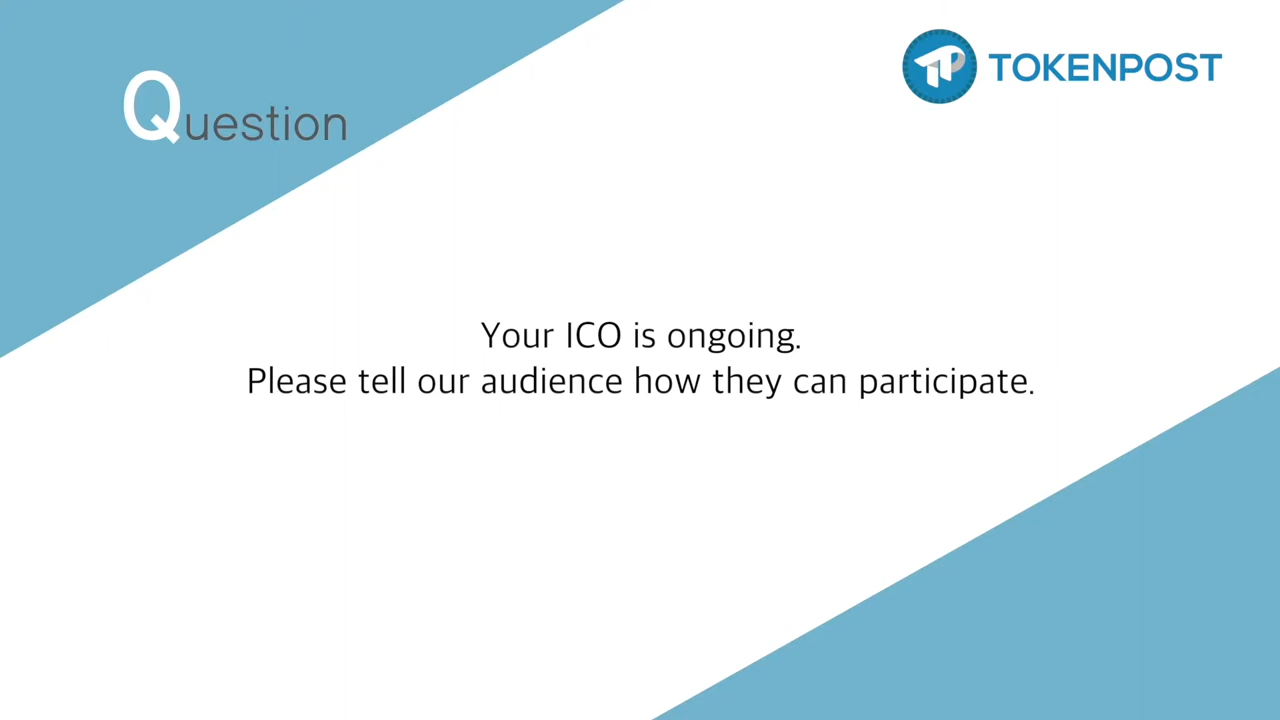 Question
TOKENPOST
Your ICO is ongoing.
Please tell our audience how they can participate.